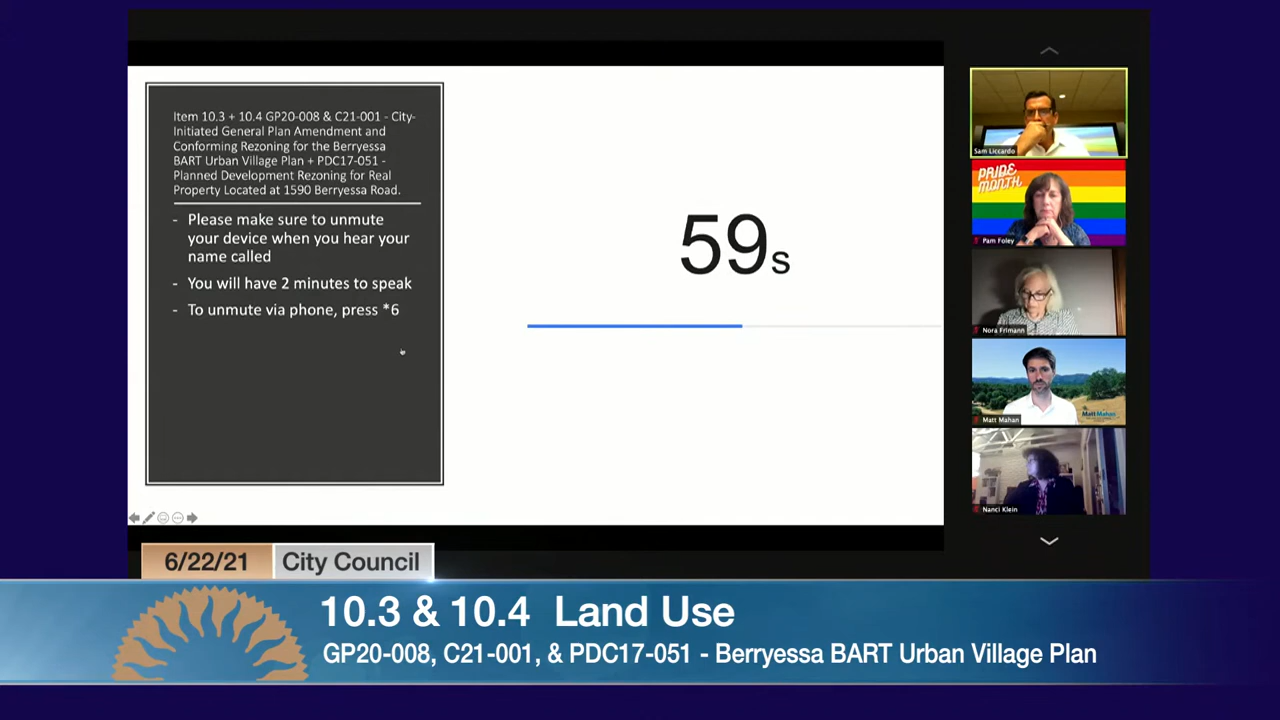 Item 10.3 + 10.4 GP20-008 & C21-001 - City-
Initiated General Plan Amendment and
Conforming Rezoning for the Berryessa
BART Urban Village Plan + PDC17-051 -
Planned Development Rezoning for Real
Property Located at 1590 Berryessa Road.
- Please make sure to unmute
your device when you hear your
name called
- You will have 2 minutes to speak
- To unmute via phone, press *6
59s
Sam Liccardo
PRIDE
MONTH
Pam Foley
Nora Frimann
Matt Mahan
Matt Mahan
Nanci Klein
6/22/21
City Council
10.3 & 10.4 Land Use
GP20-008, C21-001, & PDC17-051 - Berryessa BART Urban Village Plan